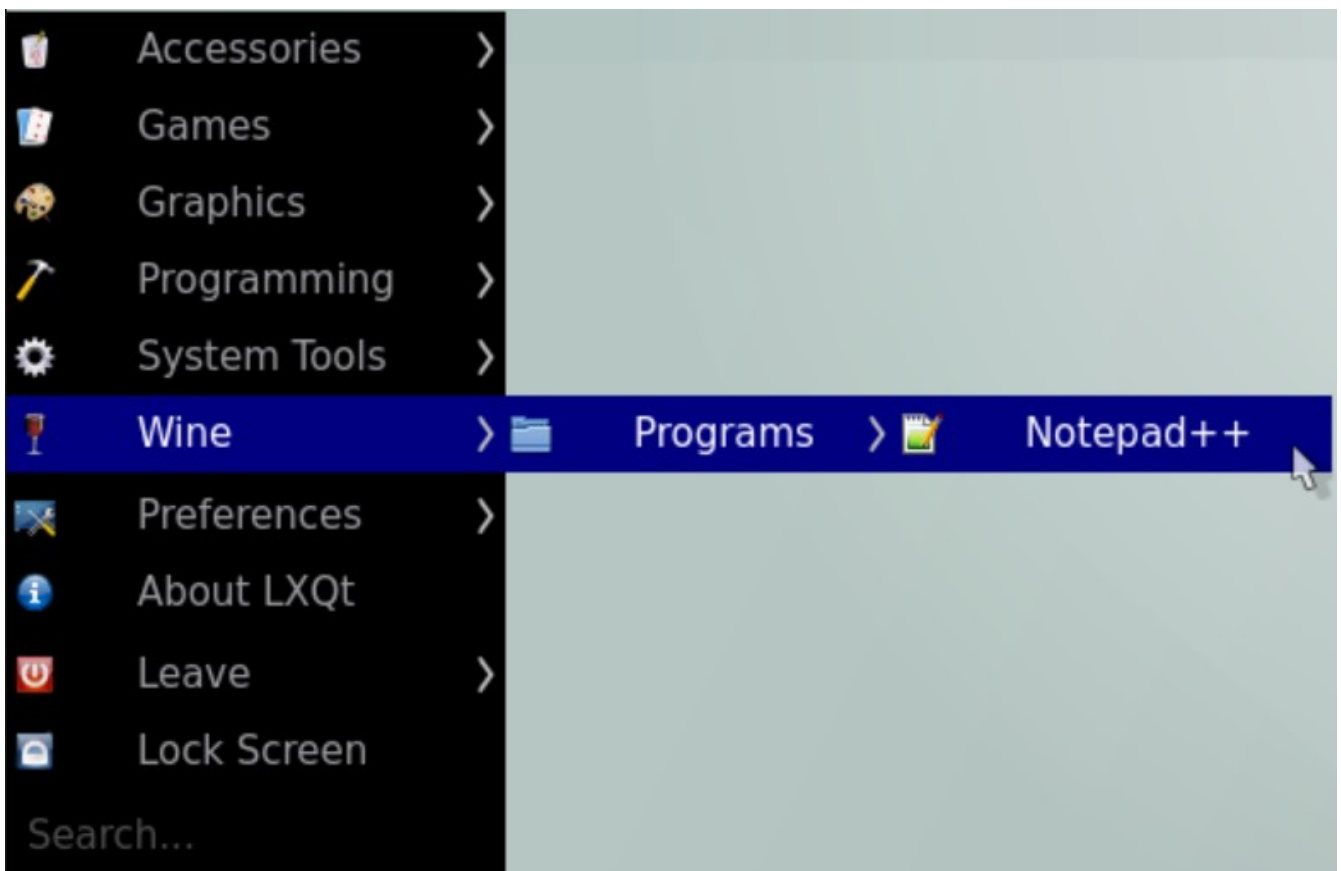 Accessories
Games
Graphics
Programming
System Tools
Wine Programs Notepad++
Preferences
About LXQt
Leave
Lock Screen
Search...